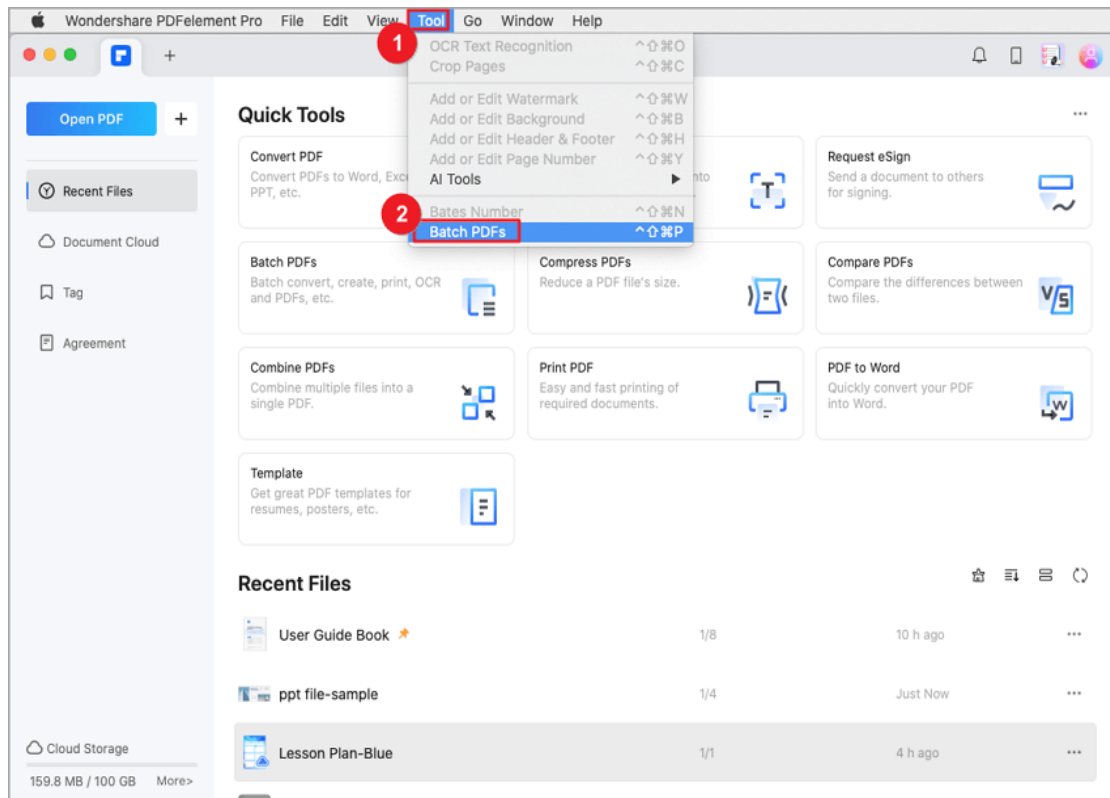 Wondershare PDFelement Pro File Edit View Tool Go Window Help
1
OCR Text Recognition ^⇧⌘O
Crop Pages ^⇧⌘C
Add or Edit Watermark ^⇧⌘W
Add or Edit Background ^⇧⌘B
Add or Edit Header & Footer ^⇧⌘H
Add or Edit Page Number ^⇧⌘Y
AI Tools
2
Bates Number ^⇧⌘N
Batch PDFs ^⇧⌘P
Open PDF +
Recent Files
Document Cloud
Tag
Agreement
Cloud Storage
159.8 MB / 100 GB More>
Quick Tools
Convert PDF
Convert PDFs to Word,
PPT, etc.
Request eSign
Send a document to others
for signing.
Batch PDFs
Batch convert, create, print, OCR
and PDFs, etc.
Compress PDFs
Reduce a PDF file's size.
Compare PDFs
Compare the differences between
two files.
V/S
Combine PDFs
Combine multiple files into a
single PDF.
Print PDF
Easy and fast printing of
required documents.
PDF to Word
Quickly convert your PDF
into Word.
W
Template
Get great PDF templates for
resumes, posters, etc.
Recent Files
User Guide Book 1/8 10 h ago
ppt file-sample 1/4 Just Now
Lesson Plan-Blue 1/1 4 h ago